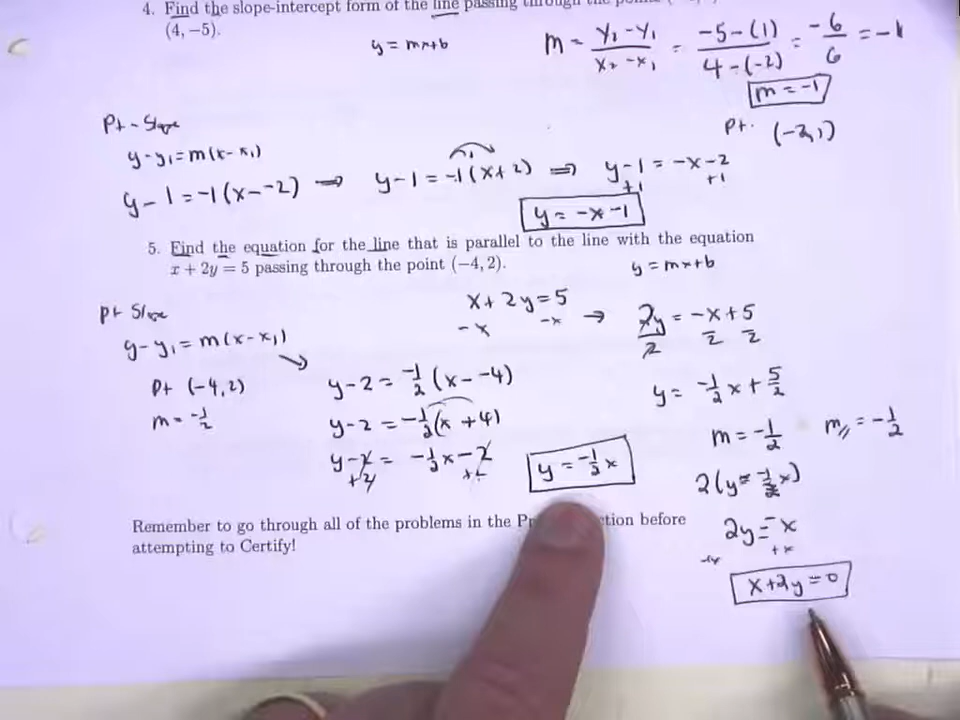 4. Find the slope-intercept form of the line passing through the
(4, −5).
y = mx+b
m = y₂-y₁/x₂-x₁ = -5-(1)/4-(-2) = -6/6 = -1
m = -1
Pt-Slope
pt. (-2,1)
y-y₁=m(x-x₁)
y-1=-1(x--2) ⇒ y-1=-1(x+2) ⇒ y-1=-x-2
+1 +1
y=-x-1
5. Find the equation for the line that is parallel to the line with the equation
x + 2y = 5 passing through the point (−4, 2).
y = mx+b
x+2y=5
-x -x → 2y = -x+5
2 2 2
pt Slope
y-y₁=m(x-x₁)
y-2=-1/2(x--4)
y= -1/2x+5/2
Pt (-4,2)
m=-1/2
y-2=-1/2(x+4)
m=-1/2 m//=-1/2
y-2= -1/2x-2
+2 +2
y=-1/2x
2(y=-1/2x)
2y=-x
+x +x
x+2y=0
Remember to go through all of the problems in the before
attempting to Certify!